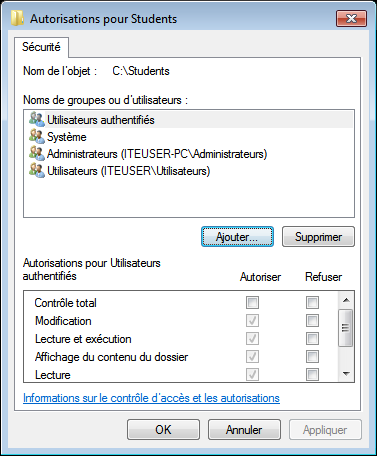 Autorisations pour Students
Sécurité
Nom de l'objet : C:\Students
Noms de groupes ou d'utilisateurs :
Utilisateurs authentifiés
Système
Administrateurs (ITEUSER-PC\Administrateurs)
Utilisateurs (ITEUSER\Utilisateurs)
Ajouter... Supprimer
Autorisations pour Utilisateurs
authentifiés Autoriser Refuser
Contrôle total
Modification
Lecture et exécution
Affichage du contenu du dossier
Lecture
Informations sur le contrôle d'accès et les autorisations
OK Annuler Appliquer